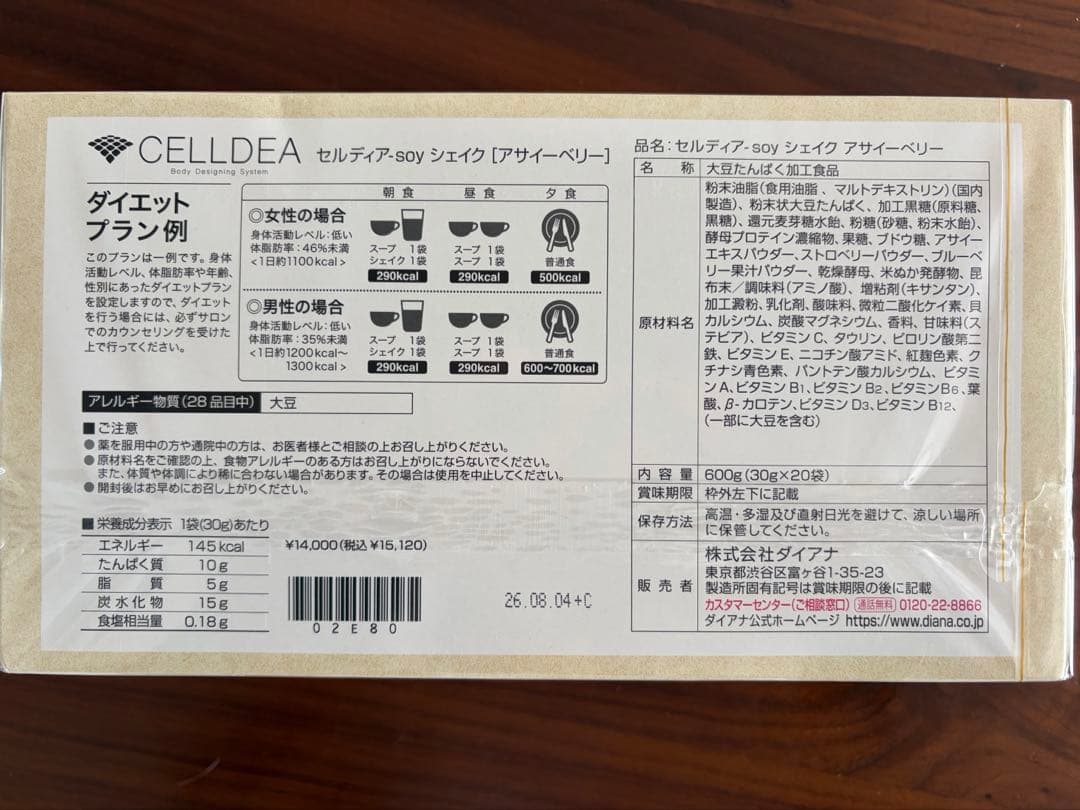 CELLDEA
Body Designing System
セルディア-soy シェイク [アサイーベリー]
ダイエット
プラン例
このプランは一例です。身体
活動レベル、体脂肪率や年齢、
性別にあったダイエットプラン
を設定しますので、ダイエット
を行う場合には、必ずサロン
でのカウンセリングを受けた
上で行ってください。
朝食 昼食 夕食
◎女性の場合
身体活動レベル：低い
体脂肪率：46%未満
<1日約1100kcal>
スープ 1袋
シェイク 1袋
290kcal
スープ 1袋
スープ 1袋
290kcal
普通食
500kcal
◎男性の場合
身体活動レベル：低い
体脂肪率：35%未満
<1日約1200kcal〜
1300kcal>
スープ 1袋
シェイク 1袋
290kcal
スープ 1袋
スープ 1袋
290kcal
普通食
600〜700kcal
アレルギー物質（28品目中） 大豆
■ご注意
●薬を服用中の方や通院中の方は、お医者様とご相談の上お召し上がりください。
●原材料名をご確認の上、食物アレルギーのある方はお召し上がりにならないでください。
また、体質や体調により稀に合わない場合があります。その場合は使用を中止してください。
●開封後はお早めにお召し上がりください。
■栄養成分表示 1袋（30g）あたり
エネルギー 145kcal
たんぱく質 10g
脂質 5g
炭水化物 15g
食塩相当量 0.18g
¥14,000（税込¥15,120）
02E80
26.08.04+C
品名：セルディア-soy シェイク アサイーベリー
名称 大豆たんぱく加工食品
原材料名
粉末油脂（食用油脂、マルトデキストリン）（国内
製造）、粉末状大豆たんぱく、加工黒糖（原料糖、
黒糖）、還元麦芽糖水飴、粉糖（砂糖、粉末水飴）、
酵母プロテイン濃縮物、果糖、ブドウ糖、アサイー
エキスパウダー、ストロベリーパウダー、ブルーベ
リー果汁パウダー、乾燥酵母、米ぬか発酵物、昆
布末／調味料（アミノ酸）、増粘剤（キサンタン）、
加工澱粉、乳化剤、酸味料、微粒二酸化ケイ素、貝
カルシウム、炭酸マグネシウム、香料、甘味料（ス
テビア）、ビタミンC、タウリン、ピロリン酸第二
鉄、ビタミンE、ニコチン酸アミド、紅麹色素、ク
チナシ青色素、パントテン酸カルシウム、ビタミ
ンA、ビタミンB1、ビタミンB2、ビタミンB6、葉
酸、β-カロテン、ビタミンD3、ビタミンB12、
（一部に大豆を含む）
内容量 600g（30g×20袋）
賞味期限 枠外左下に記載
保存方法 高温・多湿及び直射日光を避けて、涼しい場所
に保管してください。
販売者
株式会社ダイアナ
東京都渋谷区富ヶ谷1-35-23
製造所固有記号は賞味期限の後に記載
カスタマーセンター（ご相談窓口） 通話無料 0120-22-8866
ダイアナ公式ホームページ https://www.diana.co.jp